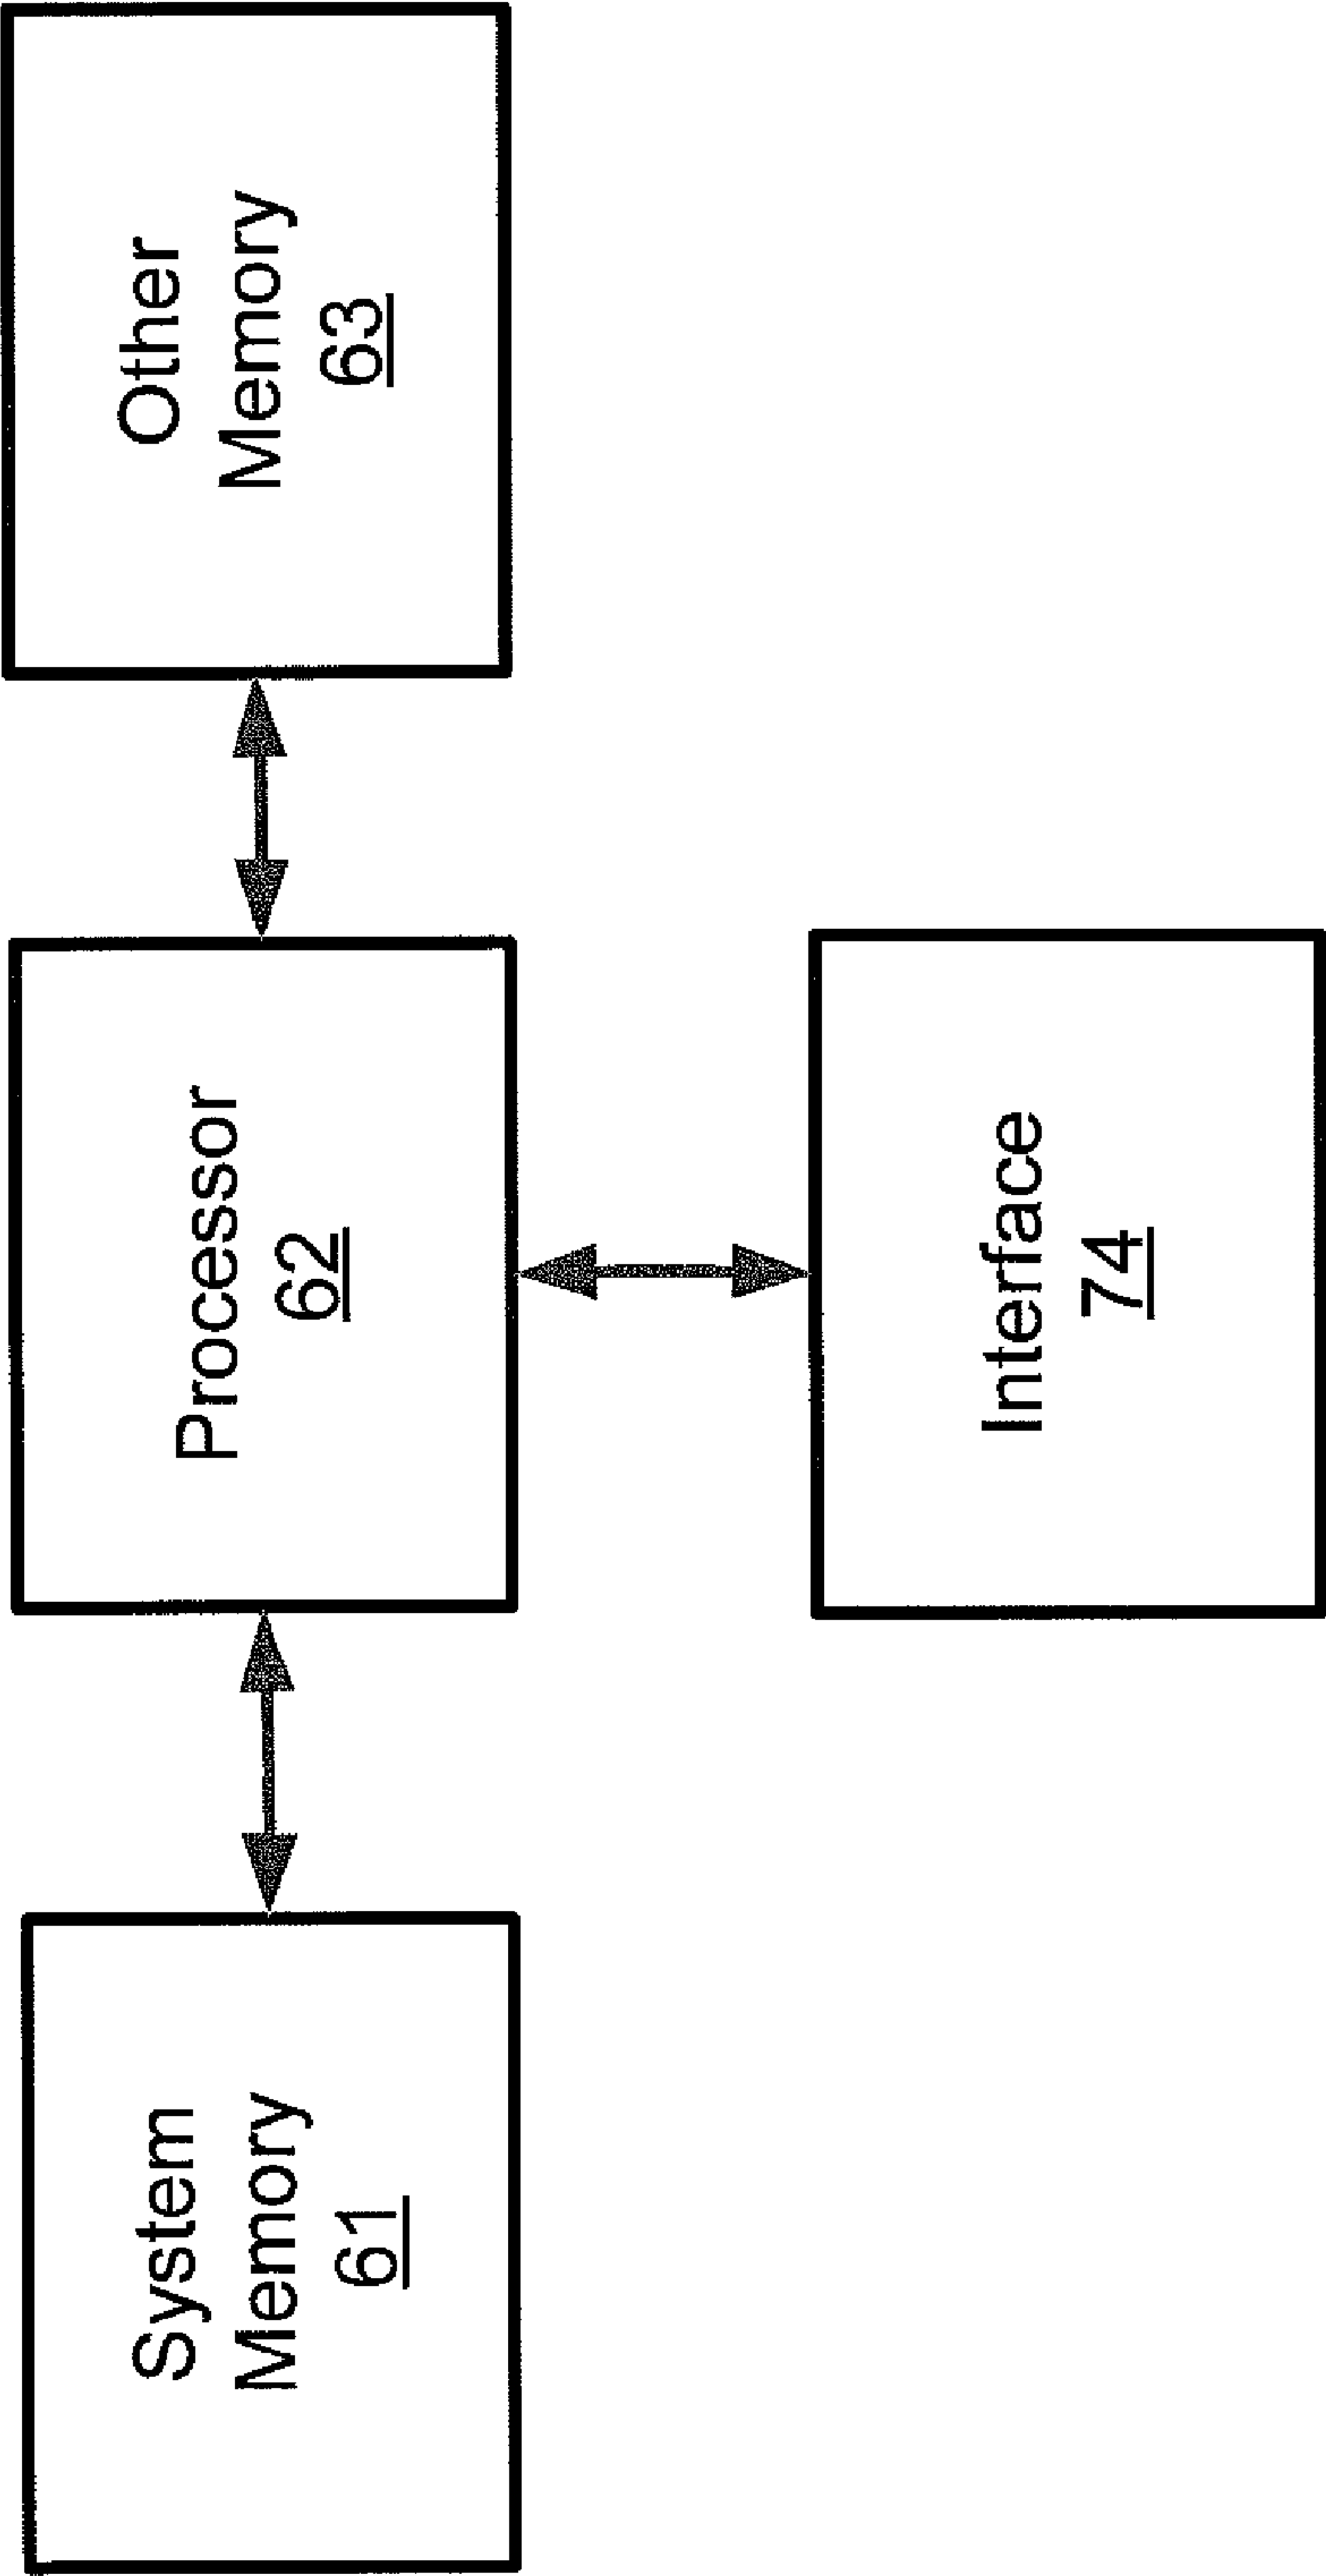 System
Memory
61
Processor
62
Other
Memory
63
Interface
74